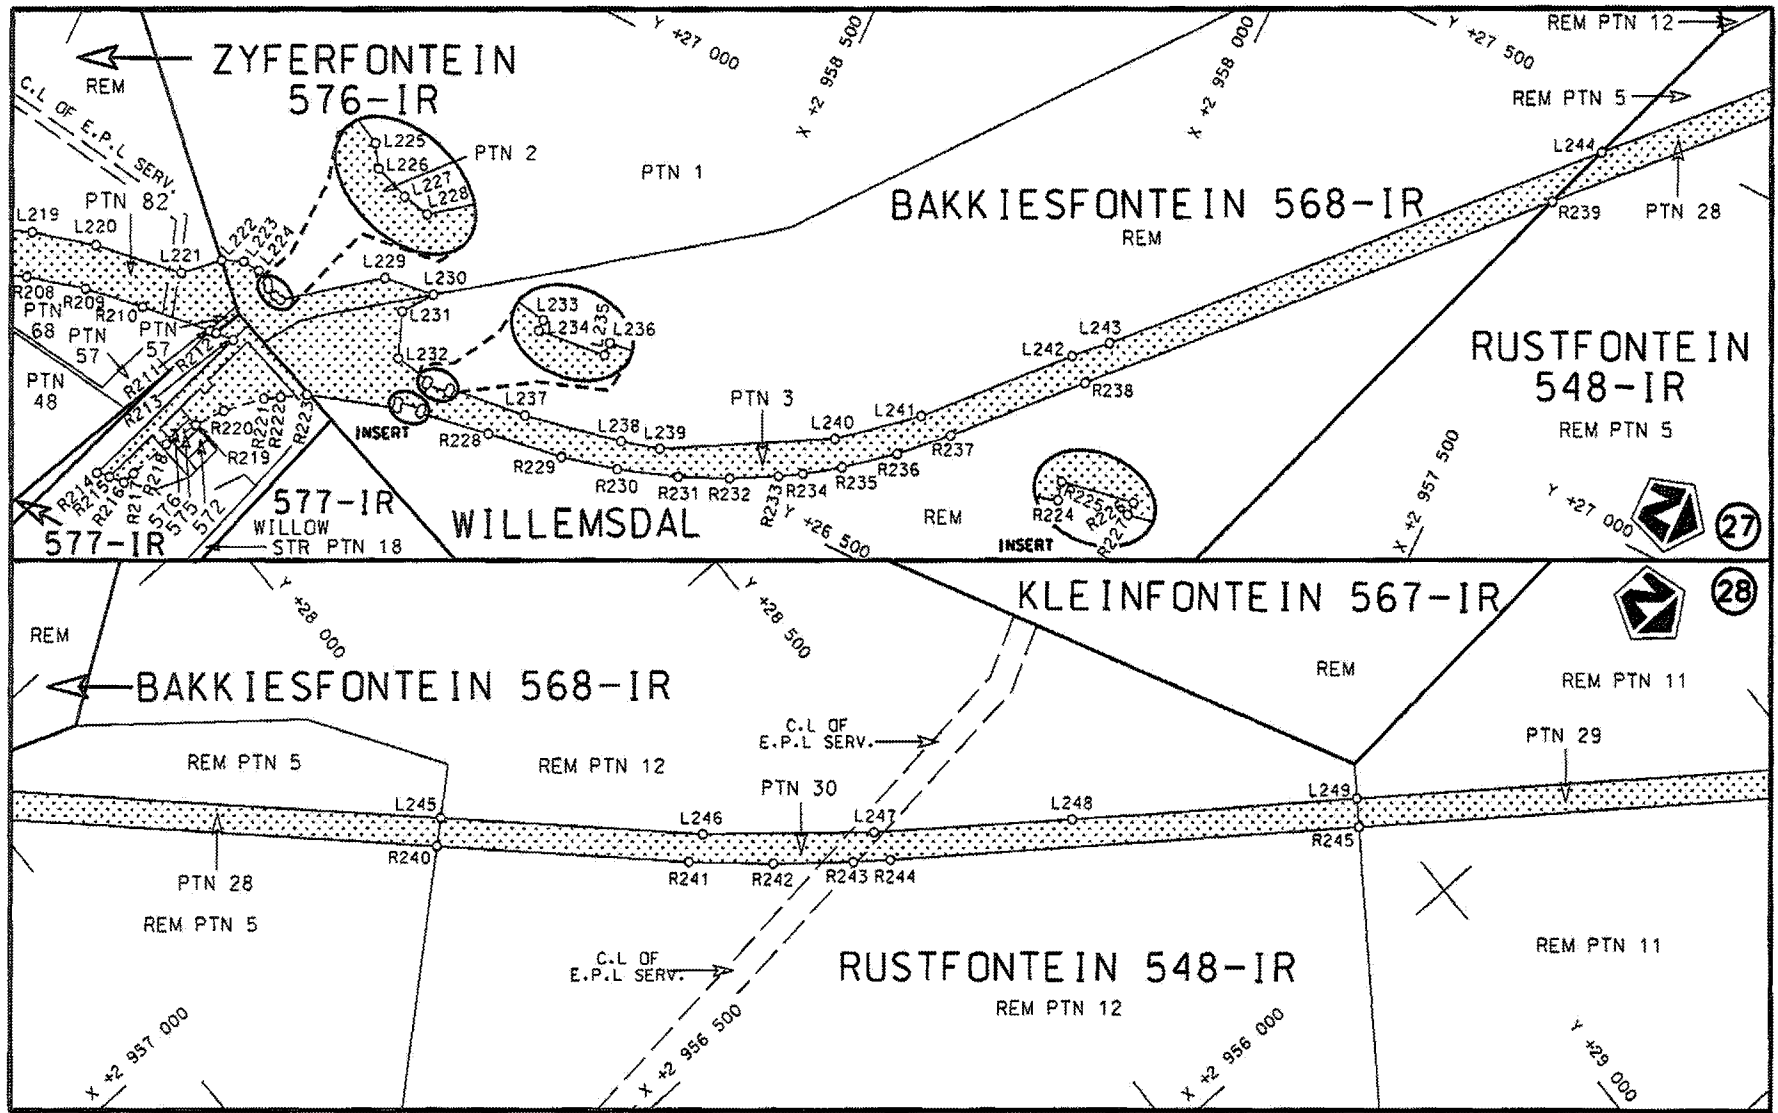 ZYFERFONTEIN
576-IR
REM
C.L OF E.P.L SERV.
Y +27 000
X +2 958 500
X +2 958 000
Y +27 500
REM PTN 12
REM PTN 5
L225
L226
L227
L228
PTN 2
PTN 1
BAKKIESFONTEIN 568-IR
REM
L244
R239
PTN 28
PTN 82
L219
L220
L221
L222
L223
L224
L229
L230
L231
L232
L233
L234
L235
L236
R208
R209
R210
PTN
68
PTN
57
PTN
57
PTN
48
R211
R212
R213
R214
R215
R216
R217
R218
R219
R220
R221
R222
R223
576
575
572
INSERT
L237
L238
L239
PTN 3
L240
L241
L242
L243
R238
R228
R229
R230
R231
R232
R233
R234
R235
R236
R237
577-IR
577-IR
WILLOW
STR PTN 18
WILLEMSDAL
Y +26 500
REM
R224
R225
R226
R227
INSERT
RUSTFONTEIN
548-IR
REM PTN 5
X +2 957 500
Y +27 000
27
REM
Y +28 000
Y +28 500
KLEINFONTEIN 567-IR
REM
28
BAKKIESFONTEIN 568-IR
REM PTN 11
REM PTN 5
REM PTN 12
C.L OF
E.P.L SERV.
PTN 29
PTN 30
L245
L246
L247
L248
L249
R240
R241
R242
R243
R244
R245
PTN 28
REM PTN 5
C.L OF
E.P.L SERV.
RUSTFONTEIN 548-IR
REM PTN 12
REM PTN 11
X +2 957 000
X +2 956 500
X +2 956 000
Y +29 000